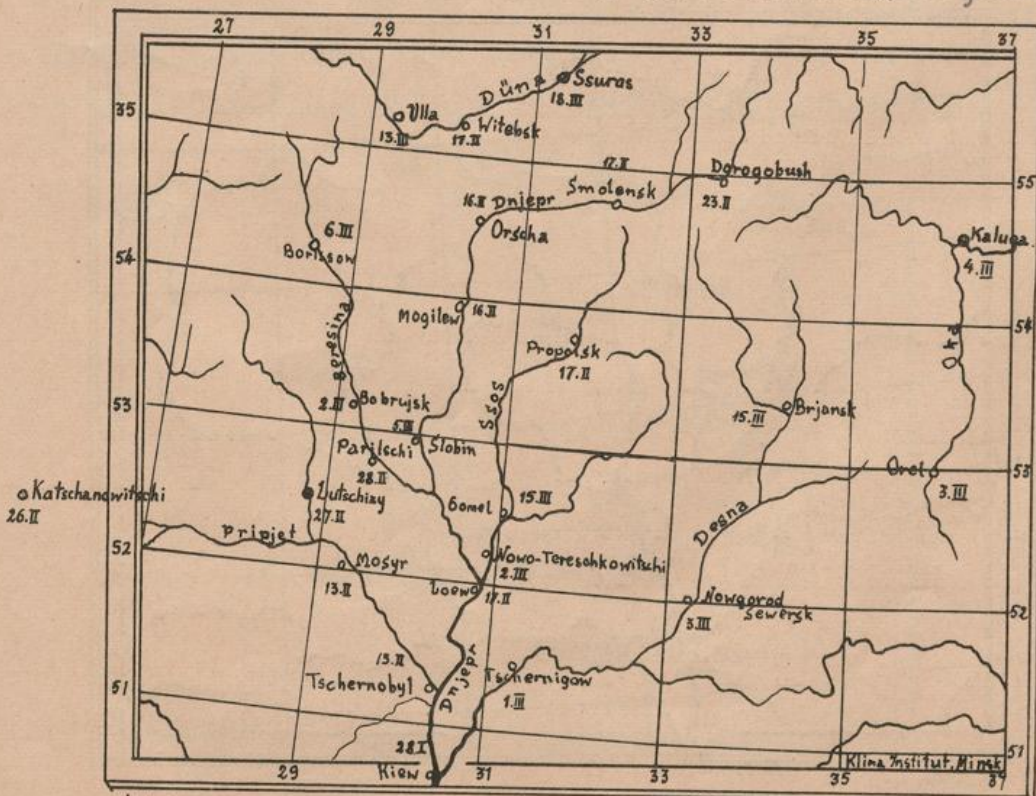 27 29 31 33 35 37
Ssuras
Düna
18.III
55
Ulla
13.III
Witebsk
17.II
17.II
Dorogobush
Smolensk
23.II
55
16.II
Dnjepr
Orscha
Kaluga
4.III
6.III
Borissow
54
Mogilew
16.II
54
Beresina
Propolsk
17.II
Oka
Ssos
53
2.III
Bobrujsk
15.III
Brjansk
5.III
Slobin
Paritschi
28.II
Orel
53
3.III
Katschanowitschi
26.II
Lutschizy
27.II
Gomel
15.III
Desna
Pripjet
52
Mosyr
13.II
Nowo-Tereschkowitschi
2.III
Loew
17.II
Nowgorod
Sewersk
3.III
52
13.II
Tschernobyl
Dnjepr
Tschernigow
1.III
51
28.I
Kiew
51
Klima Institut, Minsk
29 31 33 35 37